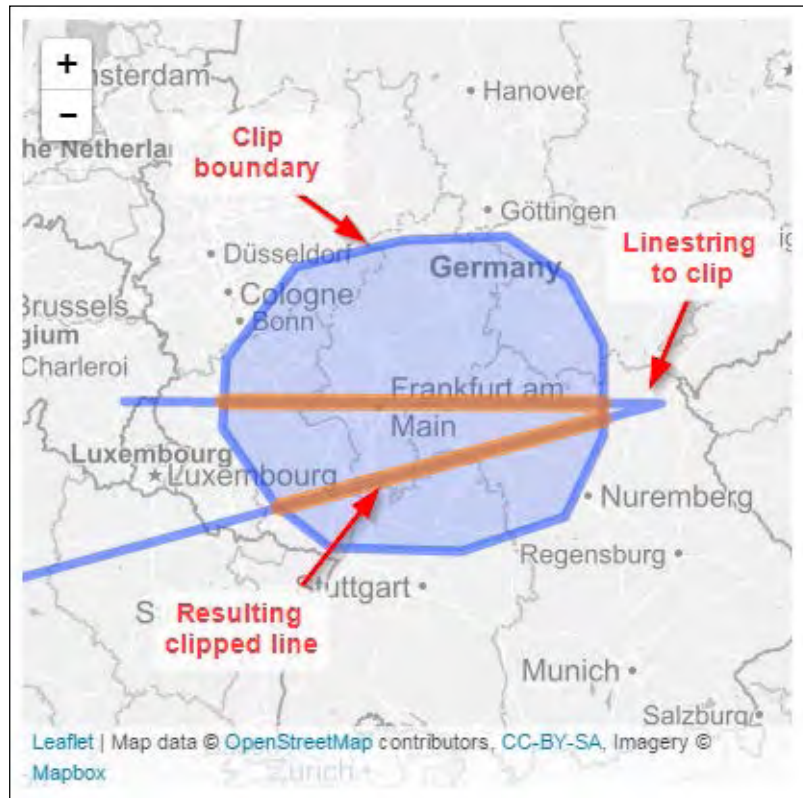 +
−
nsterdam
Hanover
he Netherla
Clip
boundary
Göttingen
Linestring
to clip
Düsseldorf
Germany
ig
Cologne
Brussels
Bonn
gium
Charleroi
Frankfurt am
Main
Luxembourg
Luxembourg
Nuremberg
Regensburg
Stuttgart
S
Resulting
clipped line
Munich
Salzburg
Leaflet | Map data © OpenStreetMap contributors, CC-BY-SA, Imagery ©
Mapbox
Zürich